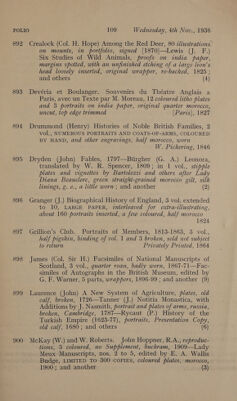 FOLIO 109 Wednesday, 4th Nov., 1936
892 Crealock (Col. H. Hope) Among the Red Deer, 80 illustrations
on mounts, in portfolio, signed [1870]—Lewis (J. F.)
Six Studies of Wild Animals, proofs on india paper,
margins spotted, with an unfinished etching of a large lion's
head loosely inserted, original wrapper, re-backed, 1825;
and others (4)
893 Devéria et Boulanger. Souvenirs du Théâtre Anglais a
Paris, avec un Texte par M. Moreau, 12 coloured litho plates
and 3 portraits on india paper, original quarter morocco,
uncut, top edge trimmed [Paris], 1827
894 Drummond (Henry) Histories of Noble British Families, 2
vol., NUMEROUS PORTRAITS AND COATS-OF-ARMS, COLOURED
BY HAND, and other engravings, half morocco, worn
W. Pickering, 1846
895 Dryden (John) Fables, 1797—Bürgher (G. A.) Leonora,
translated by W. R. Spencer, 1809; in 1 vol., stipple
plates and vignettes by Bartolozzi and others after Lady
Diana Beauclerc, green straight-grained morocco gilt, silk
linings, g. e., a little worn; and another (2)
896 Granger (J.) Biographical History of England, 3 vol. extended
to 10, LARGE PAPER, interleaved for extra-illustrating,
about 160 portraits inserted, a few coloured, half morocco
1824
897 Grillion's Club. Portraits of Members, 1813-1863, 3 vol.,
half pigskin, binding of vol. 1 and 3 broken, sold not subject
to return Privately Printed, 1864
898 James (Col. Sir H.) Facsimiles of National Manuscripts of
Scotland, 3 vol., quarter roan, badly worn, 1867-71—Fac-
similes of Autographs in the British Museum, edited by
G. F. Warner, 5 parts, wrappers, 1896-99; and another (9)
899 Laurence (John) A New System of Agriculture, plates, old
calf, broken, 1726—Tanner (J.) Notitia Monastica, with
Additions by J. Nasmith, portrait and plates of arms, russia,
broken, Cambridge, 1787—Rycaut (P.) History of the
Turkish Empire (1623-77), portraits, Presentation Copy,
old calf, 1680; and others (6)
900 McKay (W.) and W. Roberts. John Hoppner, R.A., reproduc-
tions, 5 coloured, no Supplement, buckram, 1909—Lady
Meux Manuscripts, nos. 2 to 5, edited by E. A. Wallis
Budge, LIMITED TO 300 COPIES, coloured plates, morocco,
1900; and another (3)